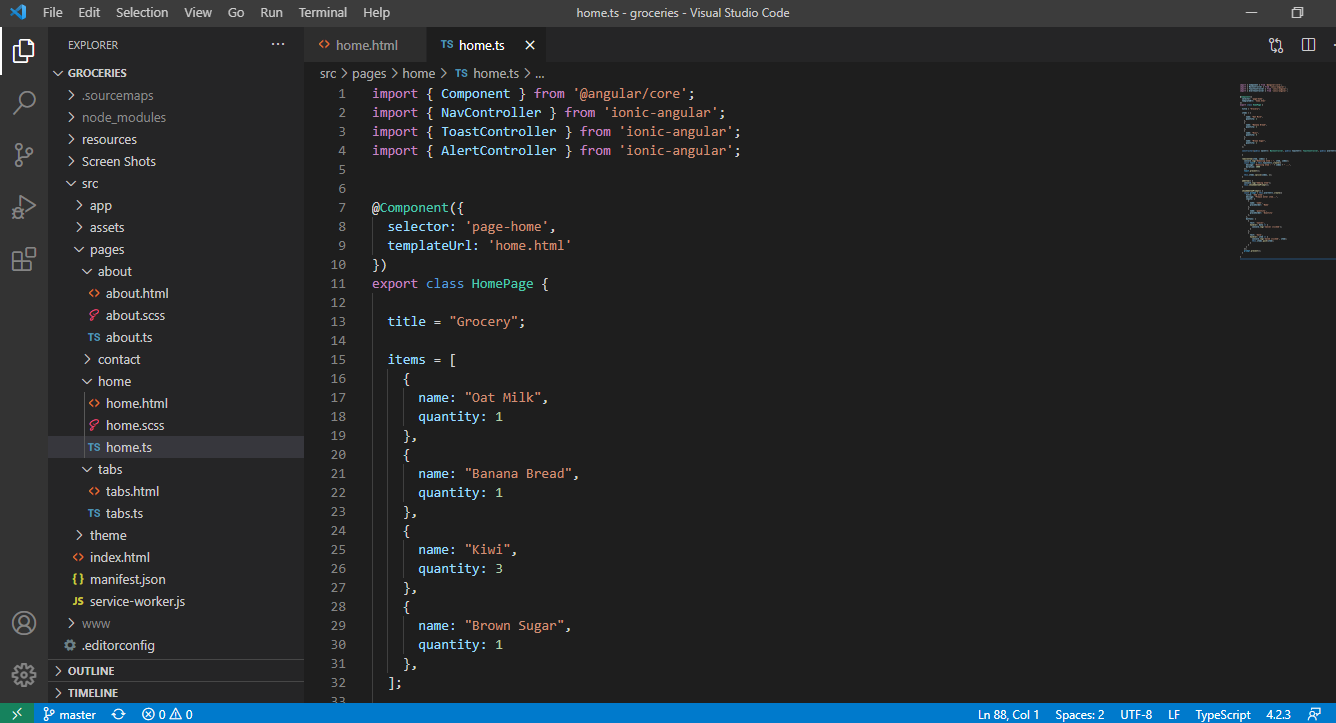 File Edit Selection View Go Run Terminal Help
home.ts - groceries - Visual Studio Code
EXPLORER
GROCERIES
.sourcemaps
node_modules
resources
Screen Shots
src
app
assets
pages
about
about.html
about.scss
TS about.ts
contact
home
home.html
home.scss
TS home.ts
tabs
tabs.html
TS tabs.ts
theme
index.html
{} manifest.json
JS service-worker.js
www
.editorconfig
OUTLINE
TIMELINE
home.html
TS home.ts
src > pages > home > TS home.ts > ...
1 import { Component } from '@angular/core';
2 import { NavController } from 'ionic-angular';
3 import { ToastController } from 'ionic-angular';
4 import { AlertController } from 'ionic-angular';
5
6
7 @Component({
8 selector: 'page-home',
9 templateUrl: 'home.html'
10 })
11 export class HomePage {
12
13 title = "Grocery";
14
15 items = [
16 {
17 name: "Oat Milk",
18 quantity: 1
19 },
20 {
21 name: "Banana Bread",
22 quantity: 1
23 },
24 {
25 name: "Kiwi",
26 quantity: 3
27 },
28 {
29 name: "Brown Sugar",
30 quantity: 1
31 },
32 ];
33
master 0 0 Ln 88, Col 1 Spaces: 2 UTF-8 LF TypeScript 4.2.3